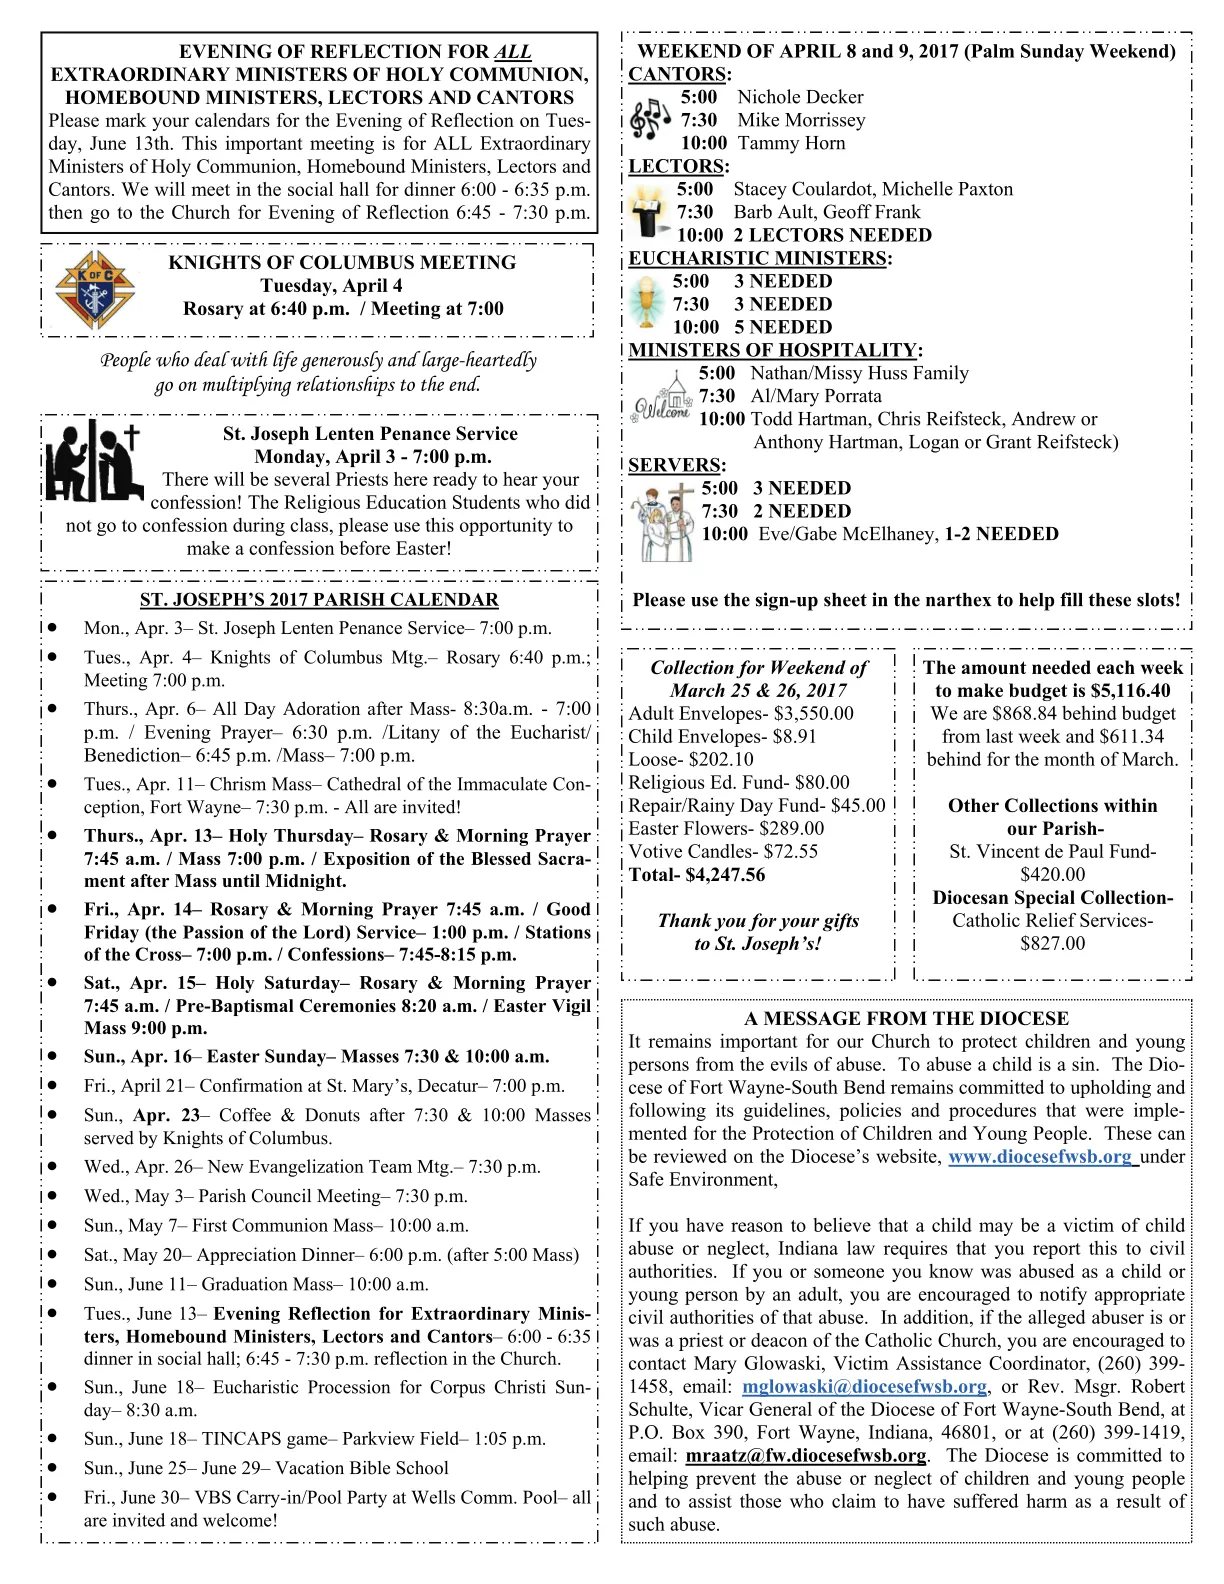 EVENING OF REFLECTION FOR ALL
EXTRAORDINARY MINISTERS OF HOLY COMMUNION,
HOMEBOUND MINISTERS, LECTORS AND CANTORS
Please mark your calendars for the Evening of Reflection on Tues-
day, June 13th. This important meeting is for ALL Extraordinary
Ministers of Holy Communion, Homebound Ministers, Lectors and
Cantors. We will meet in the social hall for dinner 6:00 - 6:35 p.m.
then go to the Church for Evening of Reflection 6:45 - 7:30 p.m.
K OF C
KNIGHTS OF COLUMBUS MEETING
Tuesday, April 4
Rosary at 6:40 p.m. / Meeting at 7:00
People who deal with life generously and large-heartedly
go on multiplying relationships to the end.
St. Joseph Lenten Penance Service
Monday, April 3 - 7:00 p.m.
There will be several Priests here ready to hear your
confession! The Religious Education Students who did
not go to confession during class, please use this opportunity to
make a confession before Easter!
ST. JOSEPH'S 2017 PARISH CALENDAR
● Mon., Apr. 3– St. Joseph Lenten Penance Service– 7:00 p.m.
● Tues., Apr. 4– Knights of Columbus Mtg.– Rosary 6:40 p.m.;
Meeting 7:00 p.m.
● Thurs., Apr. 6– All Day Adoration after Mass- 8:30a.m. - 7:00
p.m. / Evening Prayer– 6:30 p.m. /Litany of the Eucharist/
Benediction– 6:45 p.m. /Mass– 7:00 p.m.
● Tues., Apr. 11– Chrism Mass– Cathedral of the Immaculate Con-
ception, Fort Wayne– 7:30 p.m. - All are invited!
● Thurs., Apr. 13– Holy Thursday– Rosary & Morning Prayer
7:45 a.m. / Mass 7:00 p.m. / Exposition of the Blessed Sacra-
ment after Mass until Midnight.
● Fri., Apr. 14– Rosary & Morning Prayer 7:45 a.m. / Good
Friday (the Passion of the Lord) Service– 1:00 p.m. / Stations
of the Cross– 7:00 p.m. / Confessions– 7:45-8:15 p.m.
● Sat., Apr. 15– Holy Saturday– Rosary & Morning Prayer
7:45 a.m. / Pre-Baptismal Ceremonies 8:20 a.m. / Easter Vigil
Mass 9:00 p.m.
● Sun., Apr. 16– Easter Sunday– Masses 7:30 & 10:00 a.m.
● Fri., April 21– Confirmation at St. Mary's, Decatur– 7:00 p.m.
● Sun., Apr. 23– Coffee & Donuts after 7:30 & 10:00 Masses
served by Knights of Columbus.
● Wed., Apr. 26– New Evangelization Team Mtg.– 7:30 p.m.
● Wed., May 3– Parish Council Meeting– 7:30 p.m.
● Sun., May 7– First Communion Mass– 10:00 a.m.
● Sat., May 20– Appreciation Dinner– 6:00 p.m. (after 5:00 Mass)
● Sun., June 11– Graduation Mass– 10:00 a.m.
● Tues., June 13– Evening Reflection for Extraordinary Minis-
ters, Homebound Ministers, Lectors and Cantors– 6:00 - 6:35
dinner in social hall; 6:45 - 7:30 p.m. reflection in the Church.
● Sun., June 18– Eucharistic Procession for Corpus Christi Sun-
day– 8:30 a.m.
● Sun., June 18– TINCAPS game– Parkview Field– 1:05 p.m.
● Sun., June 25– June 29– Vacation Bible School
● Fri., June 30– VBS Carry-in/Pool Party at Wells Comm. Pool– all
are invited and welcome!
WEEKEND OF APRIL 8 and 9, 2017 (Palm Sunday Weekend)
CANTORS:
5:00 Nichole Decker
7:30 Mike Morrissey
10:00 Tammy Horn
LECTORS:
5:00 Stacey Coulardot, Michelle Paxton
7:30 Barb Ault, Geoff Frank
10:00 2 LECTORS NEEDED
EUCHARISTIC MINISTERS:
5:00 3 NEEDED
7:30 3 NEEDED
10:00 5 NEEDED
MINISTERS OF HOSPITALITY:
Welcome
5:00 Nathan/Missy Huss Family
7:30 Al/Mary Porrata
10:00 Todd Hartman, Chris Reifsteck, Andrew or
Anthony Hartman, Logan or Grant Reifsteck)
SERVERS:
5:00 3 NEEDED
7:30 2 NEEDED
10:00 Eve/Gabe McElhaney, 1-2 NEEDED
Please use the sign-up sheet in the narthex to help fill these slots!
Collection for Weekend of
March 25 & 26, 2017
Adult Envelopes- $3,550.00
Child Envelopes- $8.91
Loose- $202.10
Religious Ed. Fund- $80.00
Repair/Rainy Day Fund- $45.00
Easter Flowers- $289.00
Votive Candles- $72.55
Total- $4,247.56
Thank you for your gifts
to St. Joseph's!
The amount needed each week
to make budget is $5,116.40
We are $868.84 behind budget
from last week and $611.34
behind for the month of March.
Other Collections within
our Parish-
St. Vincent de Paul Fund-
$420.00
Diocesan Special Collection-
Catholic Relief Services-
$827.00
A MESSAGE FROM THE DIOCESE
It remains important for our Church to protect children and young
persons from the evils of abuse. To abuse a child is a sin. The Dio-
cese of Fort Wayne-South Bend remains committed to upholding and
following its guidelines, policies and procedures that were imple-
mented for the Protection of Children and Young People. These can
be reviewed on the Diocese's website, www.diocesefwsb.org under
Safe Environment,
If you have reason to believe that a child may be a victim of child
abuse or neglect, Indiana law requires that you report this to civil
authorities. If you or someone you know was abused as a child or
young person by an adult, you are encouraged to notify appropriate
civil authorities of that abuse. In addition, if the alleged abuser is or
was a priest or deacon of the Catholic Church, you are encouraged to
contact Mary Glowaski, Victim Assistance Coordinator, (260) 399-
1458, email: mglowaski@diocesefwsb.org, or Rev. Msgr. Robert
Schulte, Vicar General of the Diocese of Fort Wayne-South Bend, at
P.O. Box 390, Fort Wayne, Indiana, 46801, or at (260) 399-1419,
email: mraatz@fw.diocesefwsb.org. The Diocese is committed to
helping prevent the abuse or neglect of children and young people
and to assist those who claim to have suffered harm as a result of
such abuse.